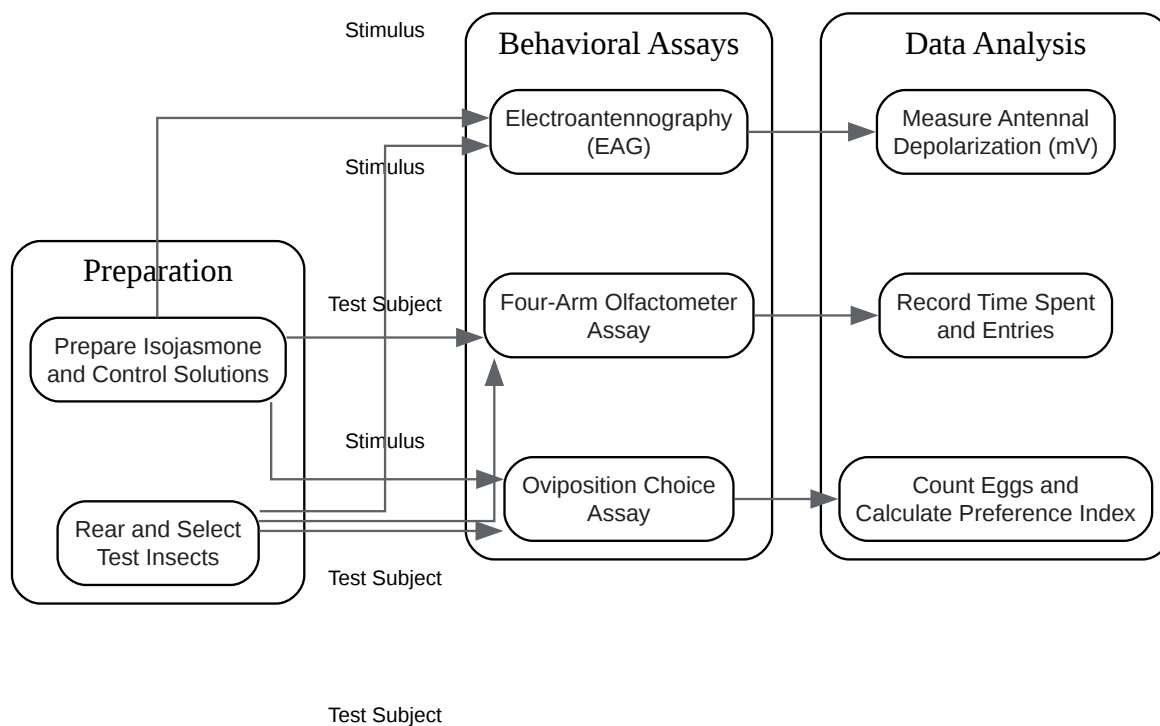 Stimulus
Behavioral Assays
Data Analysis
Electroantennography
(EAG)
Measure Antennal
Depolarization (mV)
Stimulus
Preparation
Test Subject
Four-Arm Olfactometer
Assay
Record Time Spent
and Entries
Prepare Isojasmone
and Control Solutions
Stimulus
Oviposition Choice
Assay
Count Eggs and
Calculate Preference Index
Rear and Select
Test Insects
Test Subject
Test Subject